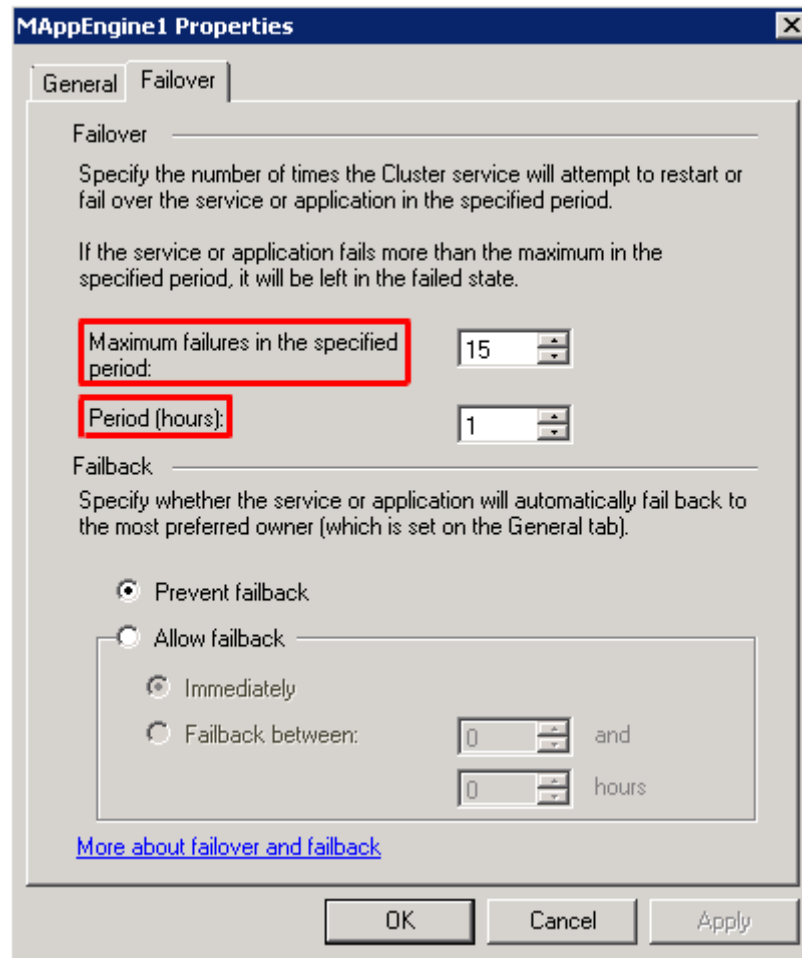 MAppEngine1 Properties
General
Failover
Failover
Specify the number of times the Cluster service will attempt to restart or
fail over the service or application in the specified period.
If the service or application fails more than the maximum in the
specified period, it will be left in the failed state.
Maximum failures in the specified
period:
15
Period (hours):
1
Failback
Specify whether the service or application will automatically fail back to
the most preferred owner (which is set on the General tab).
Prevent failback
Allow failback
Immediately
Failback between:
0
and
0
hours
More about failover and failback
OK
Cancel
Apply